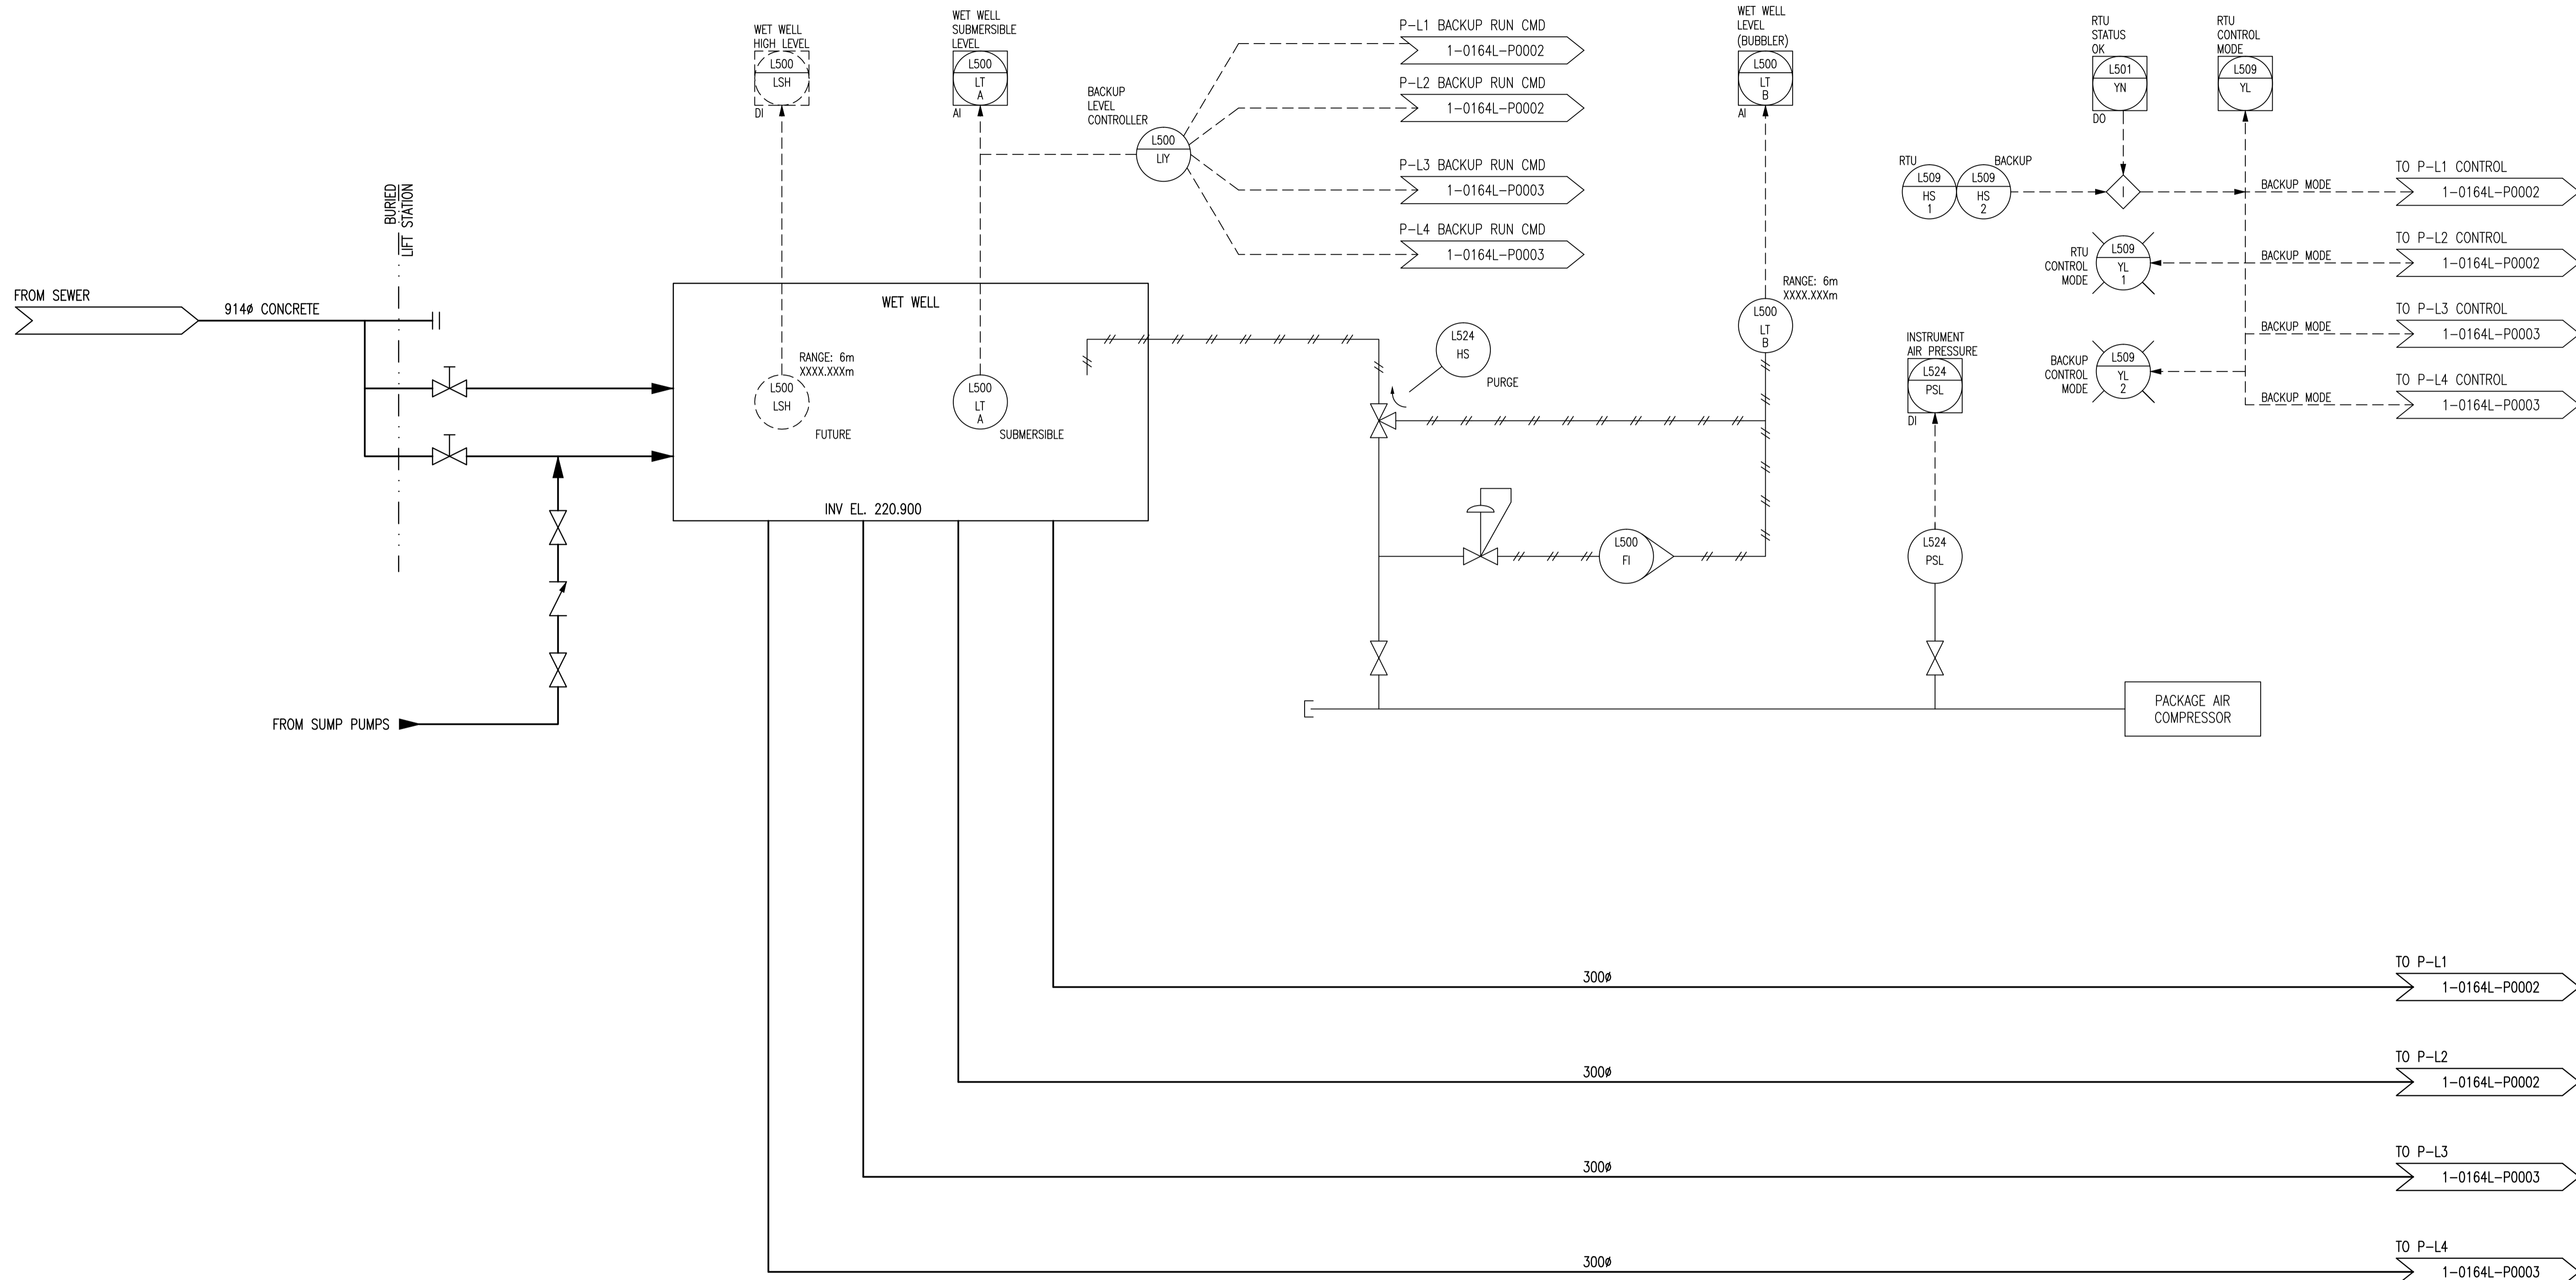 WET WELL
HIGH LEVEL
L500
LSH
DI
WET WELL
SUBMERSIBLE
LEVEL
L500
LT
A
AI
BACKUP
LEVEL
CONTROLLER
L500
LIY
P-L1 BACKUP RUN CMD
1-0164L-P0002
P-L2 BACKUP RUN CMD
1-0164L-P0002
P-L3 BACKUP RUN CMD
1-0164L-P0003
P-L4 BACKUP RUN CMD
1-0164L-P0003
WET WELL
LEVEL
(BUBBLER)
L500
LT
B
AI
RTU
STATUS
OK
L501
YN
DO
RTU
CONTROL
MODE
L509
YL
RTU
L509
HS
1
BACKUP
L509
HS
2
I
BACKUP MODE
TO P-L1 CONTROL
1-0164L-P0002
RTU
CONTROL
MODE
L509
YL
1
BACKUP MODE
TO P-L2 CONTROL
1-0164L-P0002
BACKUP MODE
TO P-L3 CONTROL
1-0164L-P0003
BACKUP
CONTROL
MODE
L509
YL
2
BACKUP MODE
TO P-L4 CONTROL
1-0164L-P0003
BURIED
LIFT STATION
FROM SEWER
914ø CONCRETE
WET WELL
RANGE: 6m
XXXX.XXXm
L500
LSH
FUTURE
L500
LT
A
SUBMERSIBLE
INV EL. 220.900
L524
HS
PURGE
RANGE: 6m
XXXX.XXXm
L500
LT
B
INSTRUMENT
AIR PRESSURE
L524
PSL
DI
L500
FI
L524
PSL
FROM SUMP PUMPS
PACKAGE AIR
COMPRESSOR
300ø
TO P-L1
1-0164L-P0002
300ø
TO P-L2
1-0164L-P0002
300ø
TO P-L3
1-0164L-P0003
300ø
TO P-L4
1-0164L-P0003